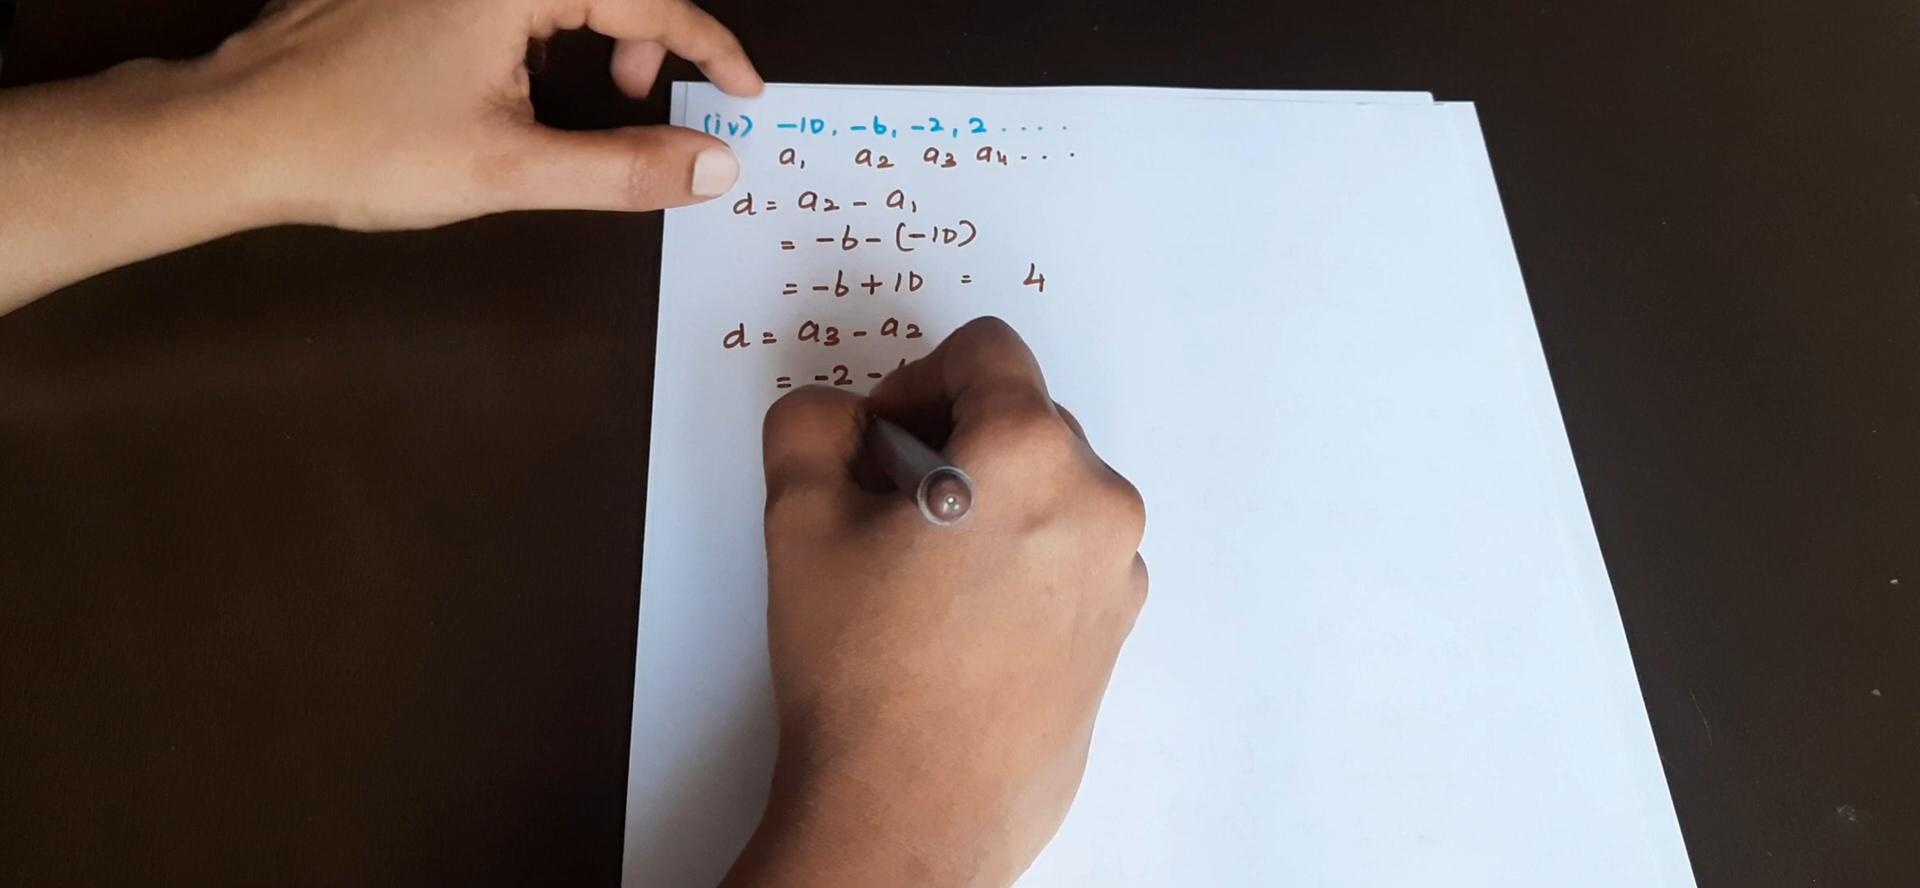 (iv) -10, -6, -2, 2 ....
a₁ a₂ a₃ a₄ ...
d = a₂ - a₁
= -6 - (-10)
= -6 + 10 = 4
d = a₃ - a₂
= -2 -